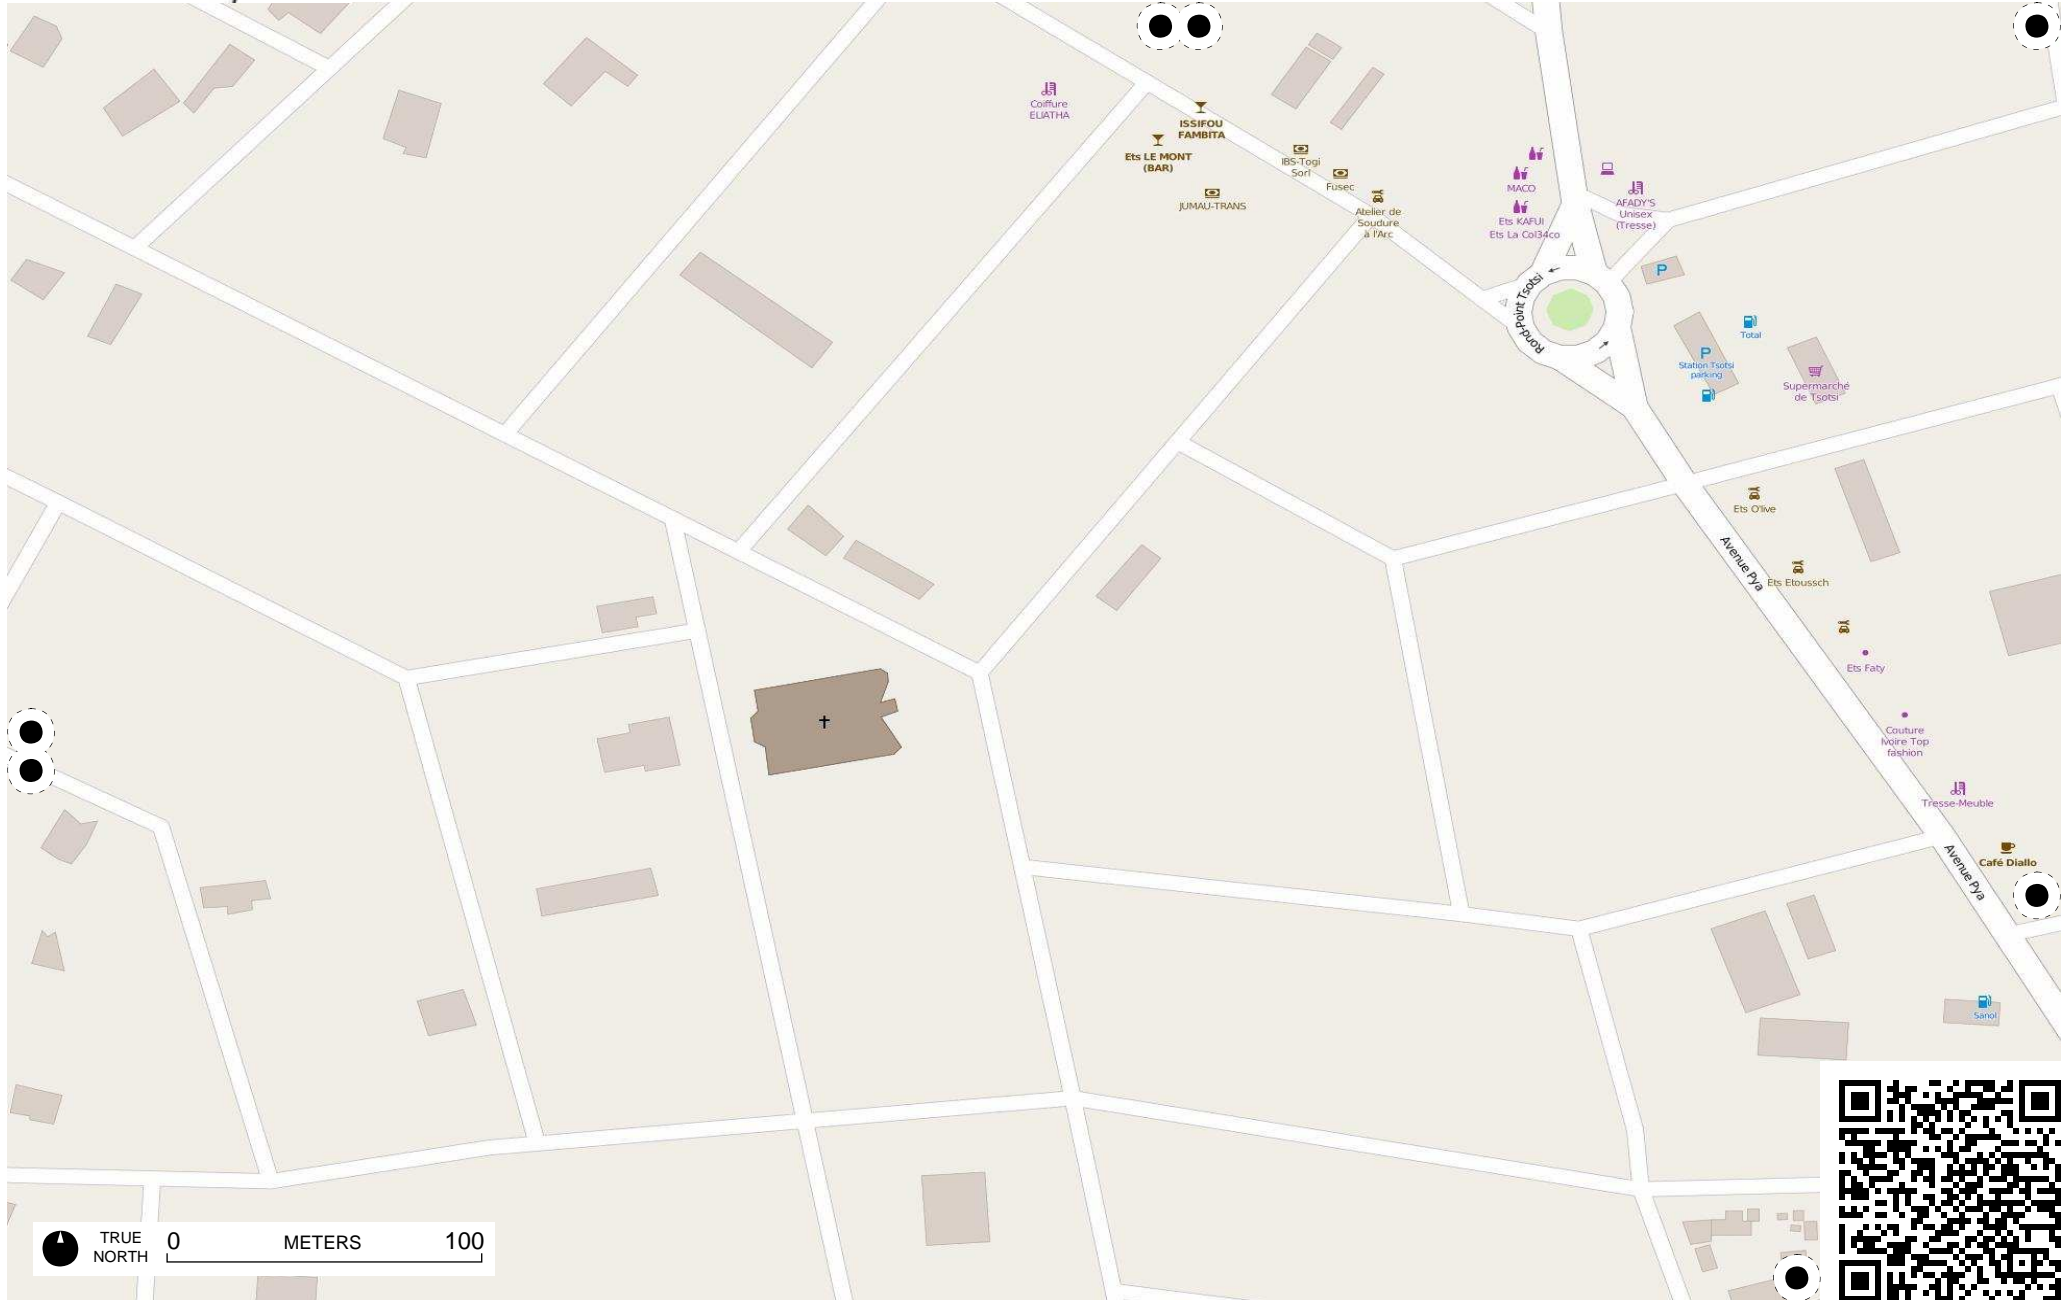 Coiffure
ELIATHA
ISSIFOU
FAMBITA
Ets LE MONT
(BAR)
IBS-Togi
Sorl
Fusec
JUMAU-TRANS
Atelier de
Soudure
à l'Arc
MACO
Ets KAFUI
Ets La Col34co
AFADY'S
Unisex
(Tresse)
Rond-Point Tsotsi
P
Total
P
Station Tsotsi
parking
Supermarché
de Tsotsi
Ets O'live
Avenue Pya
Ets Etoussch
Ets Faty
Couture
Ivoire Top
fashion
Tresse-Meuble
Avenue Pya
Café Diallo
Sanol
TRUE
NORTH
0 METERS 100